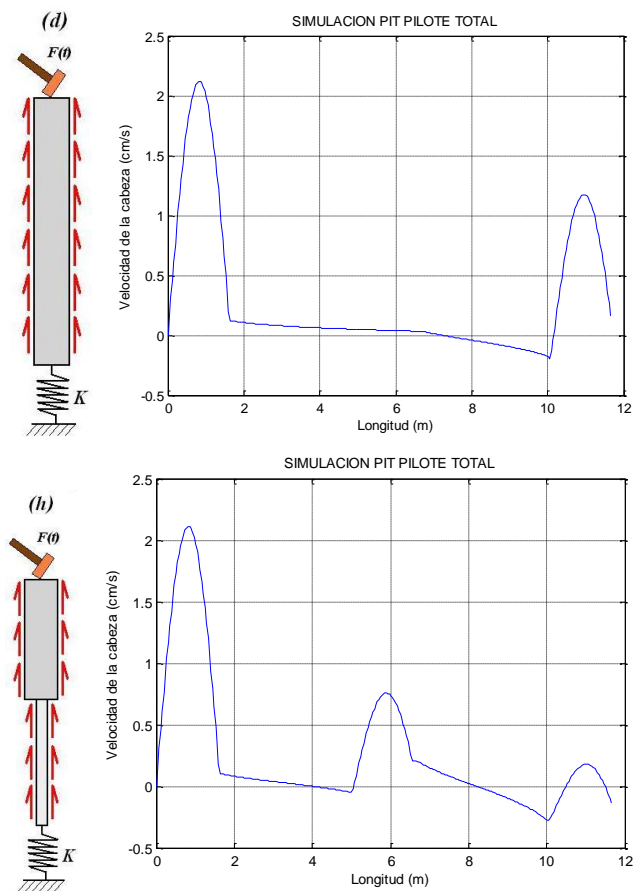 (d)
F(t)
K
SIMULACION PIT PILOTE TOTAL
Velocidad de la cabeza (cm/s)
2.5
2
1.5
1
0.5
0
-0.5
0 2 4 6 8 10 12
Longitud (m)
(h)
F(t)
K
SIMULACION PIT PILOTE TOTAL
Velocidad de la cabeza (cm/s)
2.5
2
1.5
1
0.5
0
-0.5
0 2 4 6 8 10 12
Longitud (m)